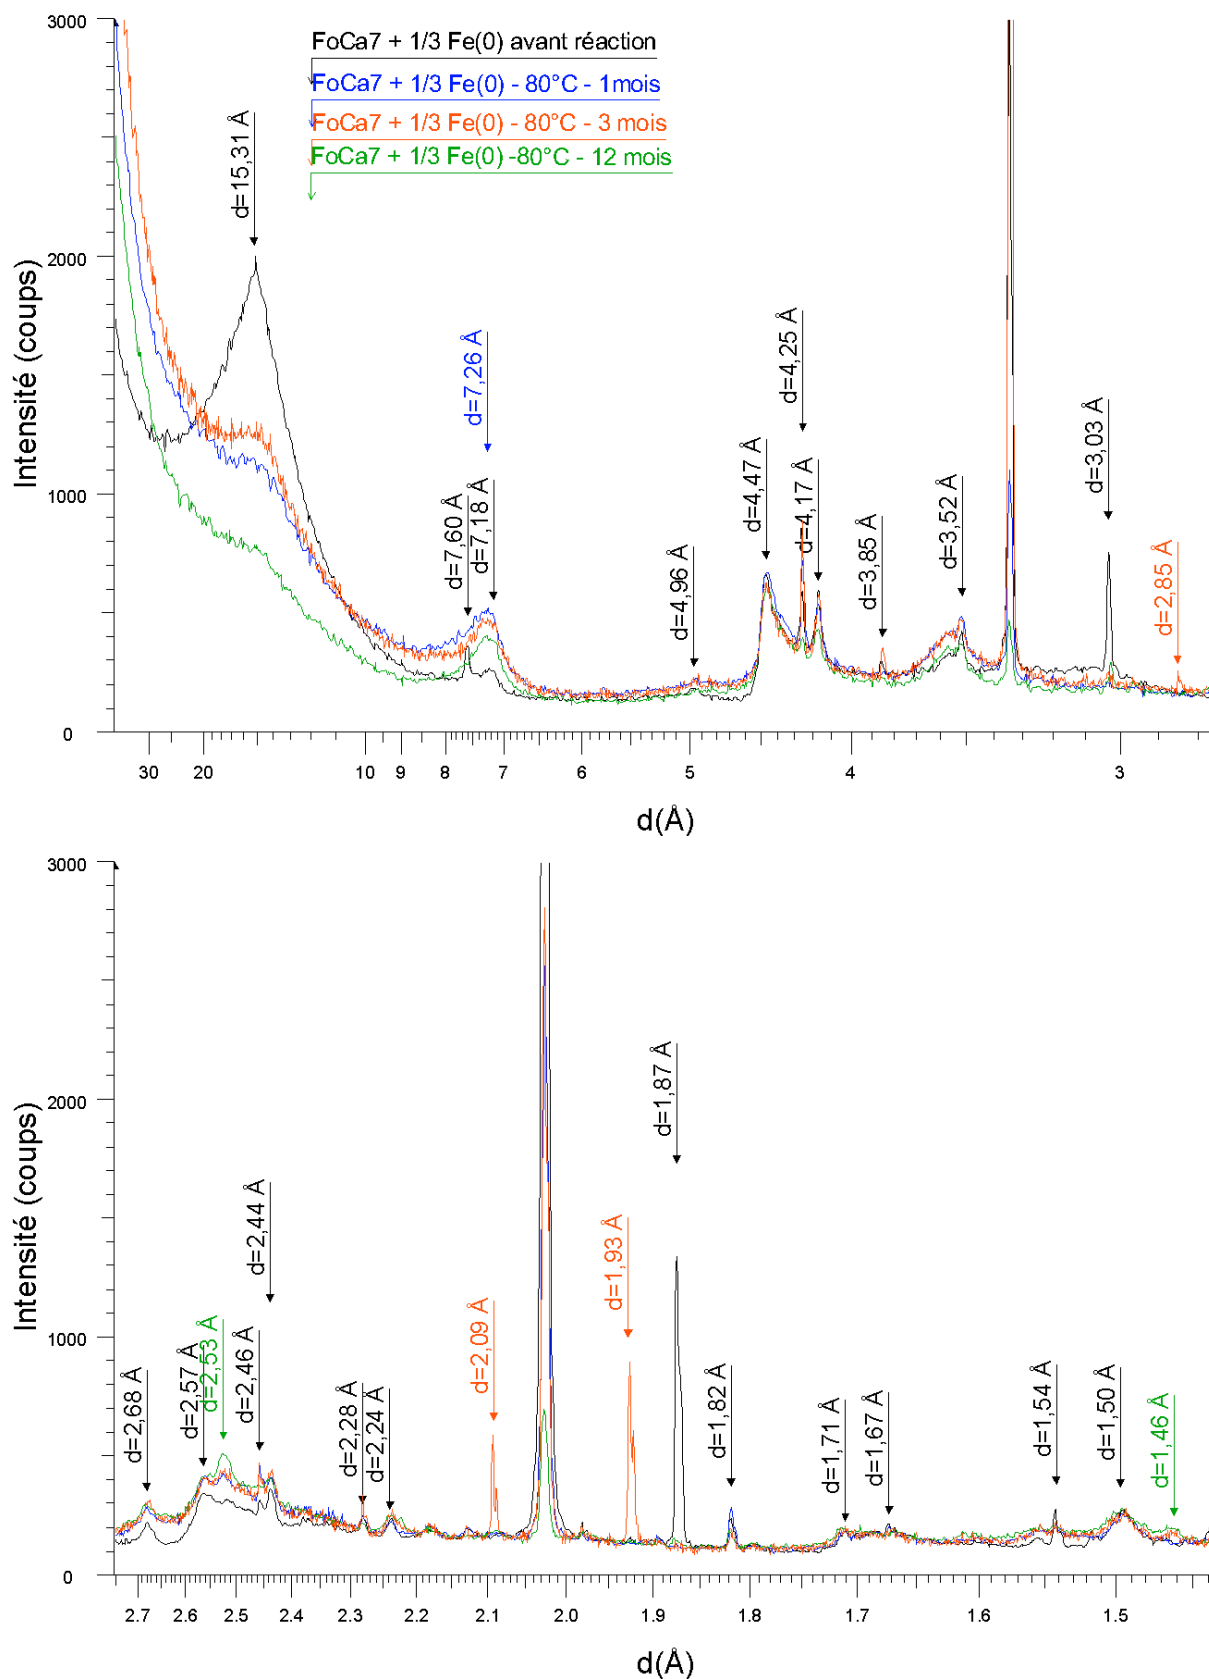 3000
2000
1000
0
Intensité (coups)
FoCa7 + 1/3 Fe(0) avant réaction
FoCa7 + 1/3 Fe(0) - 80°C - 1mois
FoCa7 + 1/3 Fe(0) - 80°C - 3 mois
FoCa7 + 1/3 Fe(0) -80°C - 12 mois
d=15,31 Å
d=7,60 Å
d=7,26 Å
d=7,18 Å
d=4,96 Å
d=4,47 Å
d=4,25 Å
d=4,17 Å
d=3,85 Å
d=3,52 Å
d=3,03 Å
d=2,85 Å
30 20 10 9 8 7 6 5 4 3
d(Å)
3000
2000
1000
0
Intensité (coups)
d=2,68 Å
d=2,57 Å
d=2,53 Å
d=2,46 Å
d=2,44 Å
d=2,28 Å
d=2,24 Å
d=2,09 Å
d=1,93 Å
d=1,87 Å
d=1,82 Å
d=1,71 Å
d=1,67 Å
d=1,54 Å
d=1,50 Å
d=1,46 Å
2.7 2.6 2.5 2.4 2.3 2.2 2.1 2.0 1.9 1.8 1.7 1.6 1.5
d(Å)